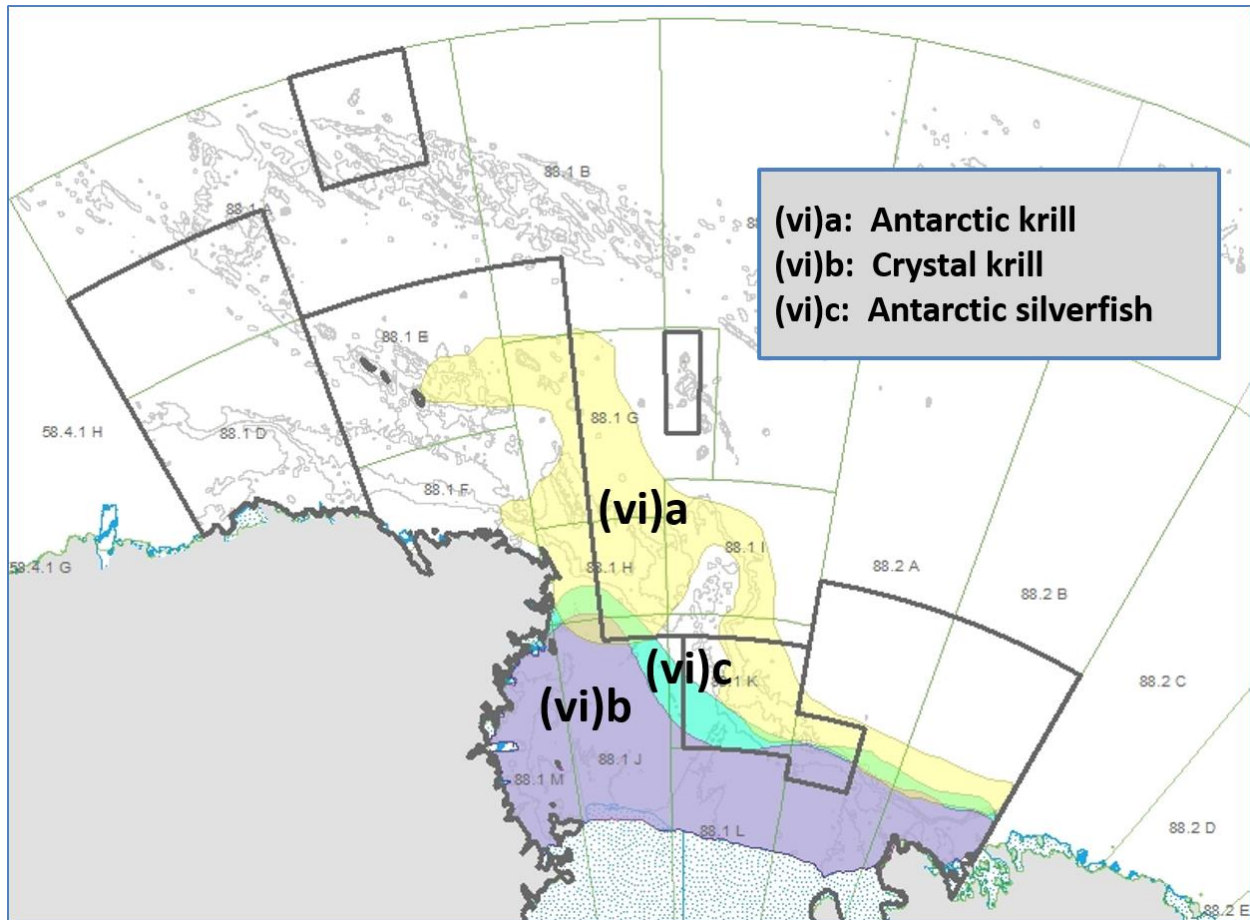 88.1 B
(vi)a: Antarctic krill
(vi)b: Crystal krill
(vi)c: Antarctic silverfish
88.1 E
58.4.1 H
88.1 D
88.1 G
88.1 F
(vi)a
88.1 I
58.4.1 G
88.1 H
88.2 A
88.2 B
(vi)c
88.2 C
(vi)b
88.1 J
88.1 M
88.1 L
88.2 D
88.2 E